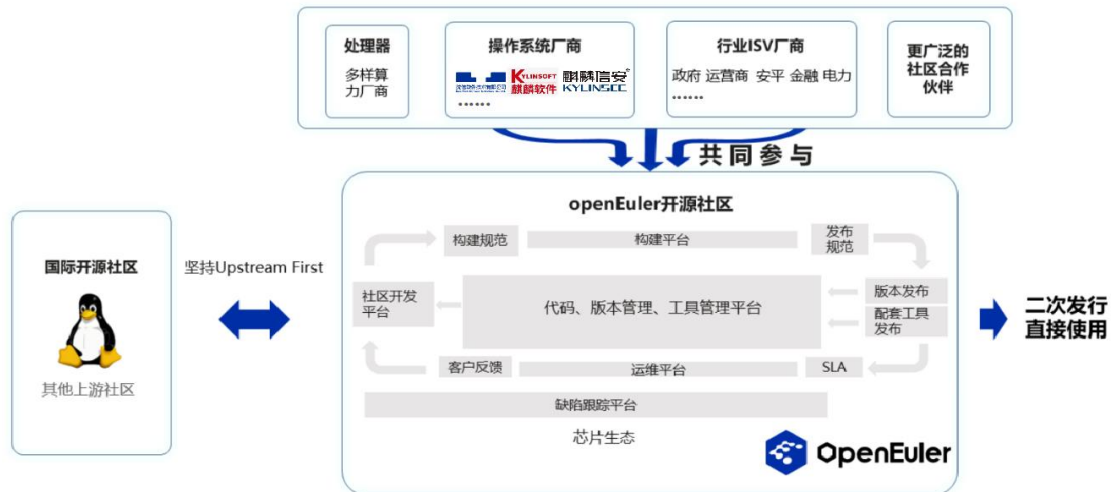 处理器
多样算
力厂商
操作系统厂商
KYLINSOFT
麒麟软件
麒麟信安
KYLINSEC
......
行业ISV厂商
政府 运营商 安平 金融 电力
......
更广泛的
社区合作
伙伴
共同参与
国际开源社区
其他上游社区
坚持Upstream First
openEuler开源社区
构建规范
构建平台
发布
规范
社区开发
平台
代码、版本管理、工具管理平台
版本发布
配套工具
发布
客户反馈
运维平台
SLA
缺陷跟踪平台
芯片生态
OpenEuler
二次发行
直接使用